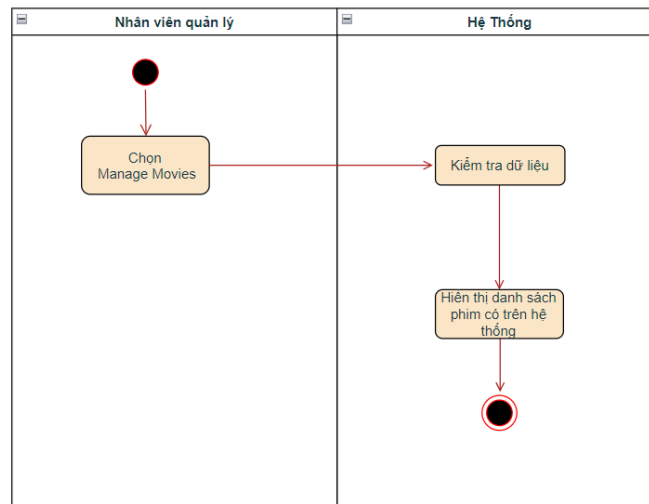 Nhân viên quản lý
Hệ Thống
Chọn
Manage Movies
Kiểm tra dữ liệu
Hiên thị danh sách
phim có trên hệ
thống